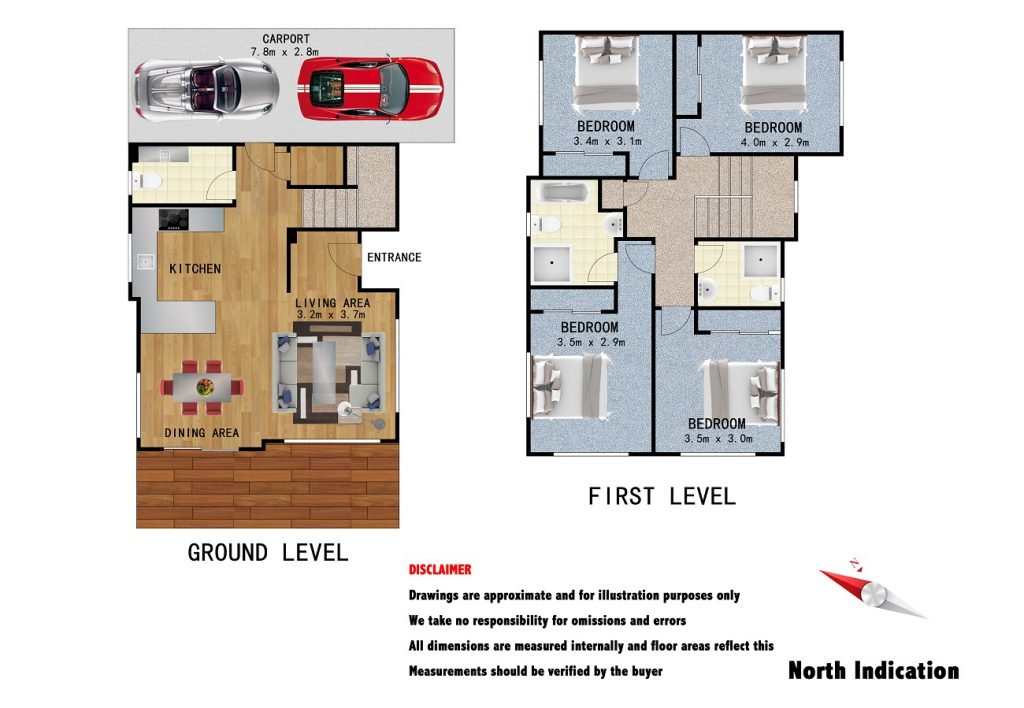 CARPORT
7.8m x 2.8m
KITCHEN
ENTRANCE
LIVING AREA
3.2m x 3.7m
DINING AREA
GROUND LEVEL
BEDROOM
3.4m x 3.1m
BEDROOM
4.0m x 2.9m
BEDROOM
3.5m x 2.9m
BEDROOM
3.5m x 3.0m
FIRST LEVEL
DISCLAIMER
Drawings are approximate and for illustration purposes only
We take no responsibility for omissions and errors
All dimensions are measured internally and floor areas reflect this
Measurements should be verified by the buyer
N
North Indication